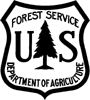 FOREST SERVICE
U S
DEPARTMENT OF AGRICULTURE